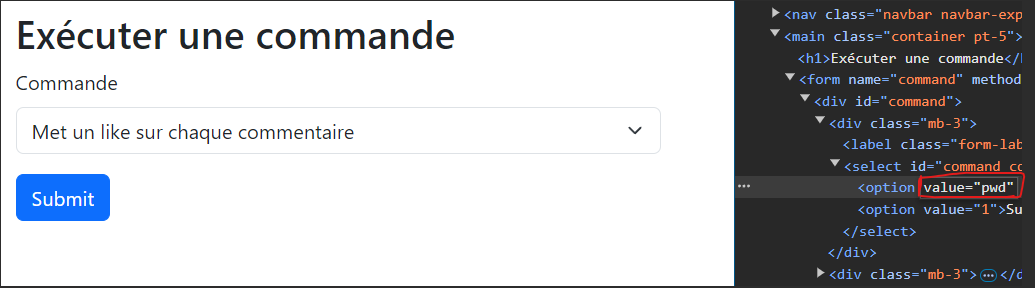 Exécuter une commande
Commande
Met un like sur chaque commentaire
Submit
<nav class="navbar navbar-exp
<main class="container pt-5">
<h1>Exécuter une commande</h
<form name="command" method
<div id="command">
<div class="mb-3">
<label class="form-lab
<select id="command_co
<option value="pwd"
<option value="1">Su
</select>
</div>
<div class="mb-3"> ⋯ </d